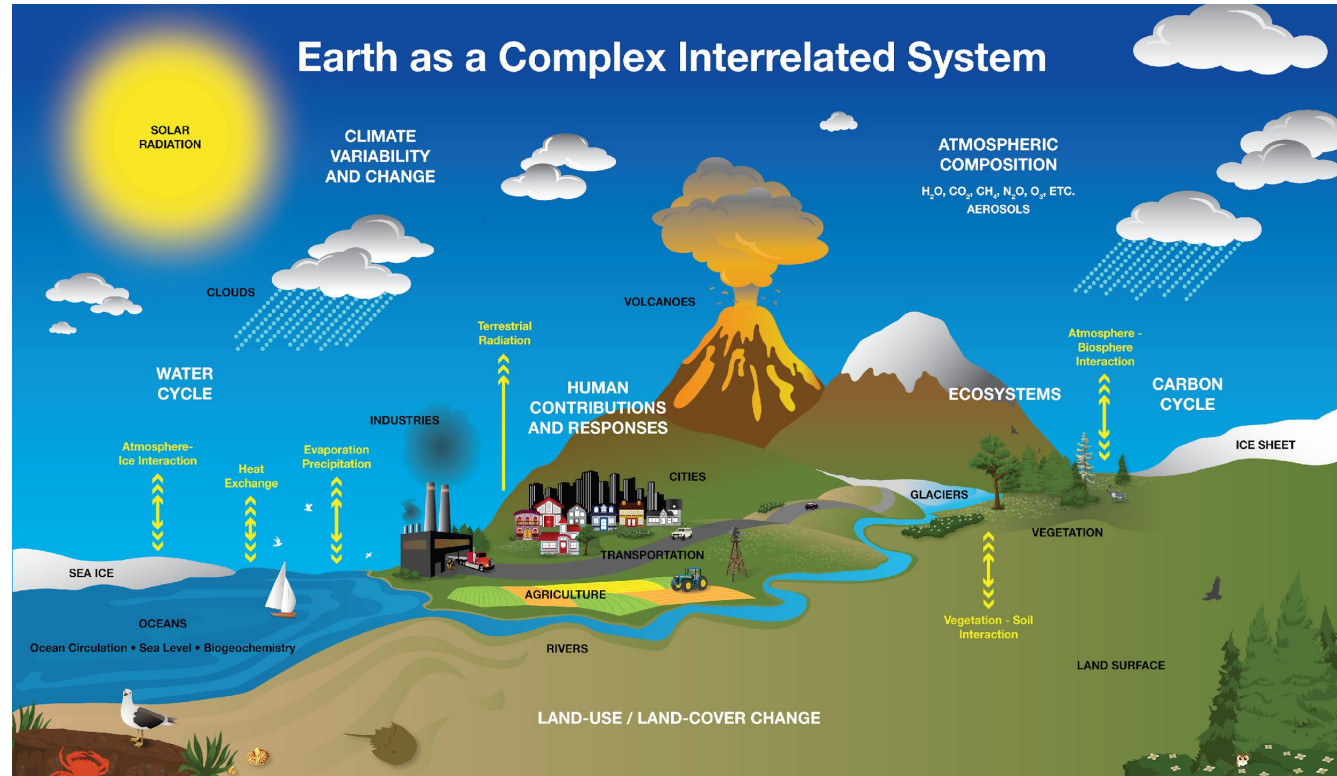 Earth as a Complex Interrelated System
SOLAR
RADIATION
CLIMATE
VARIABILITY
AND CHANGE
ATMOSPHERIC
COMPOSITION
H₂O, CO₂, CH₄, N₂O, O₃, ETC.
AEROSOLS
CLOUDS
VOLCANOES
Terrestrial
Radiation
Atmosphere -
Biosphere
Interaction
WATER
CYCLE
HUMAN
CONTRIBUTIONS
AND RESPONSES
ECOSYSTEMS
CARBON
CYCLE
INDUSTRIES
ICE SHEET
Atmosphere-
Ice Interaction
Heat
Exchange
Evaporation
Precipitation
CITIES
GLACIERS
VEGETATION
TRANSPORTATION
SEA ICE
AGRICULTURE
OCEANS
Ocean Circulation • Sea Level • Biogeochemistry
RIVERS
Vegetation - Soil
Interaction
LAND SURFACE
LAND-USE / LAND-COVER CHANGE